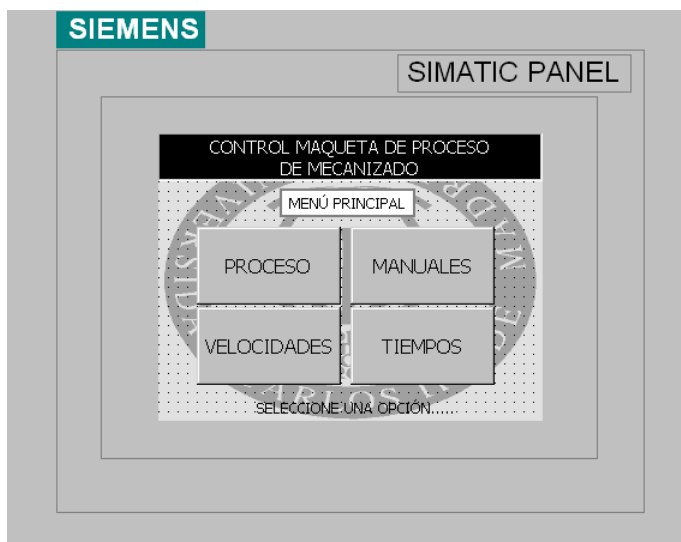 SIEMENS
SIMATIC PANEL
CONTROL MAQUETA DE PROCESO
DE MECANIZADO
MENÚ PRINCIPAL
PROCESO
MANUALES
VELOCIDADES
TIEMPOS
SELECCIONE UNA OPCIÓN.....